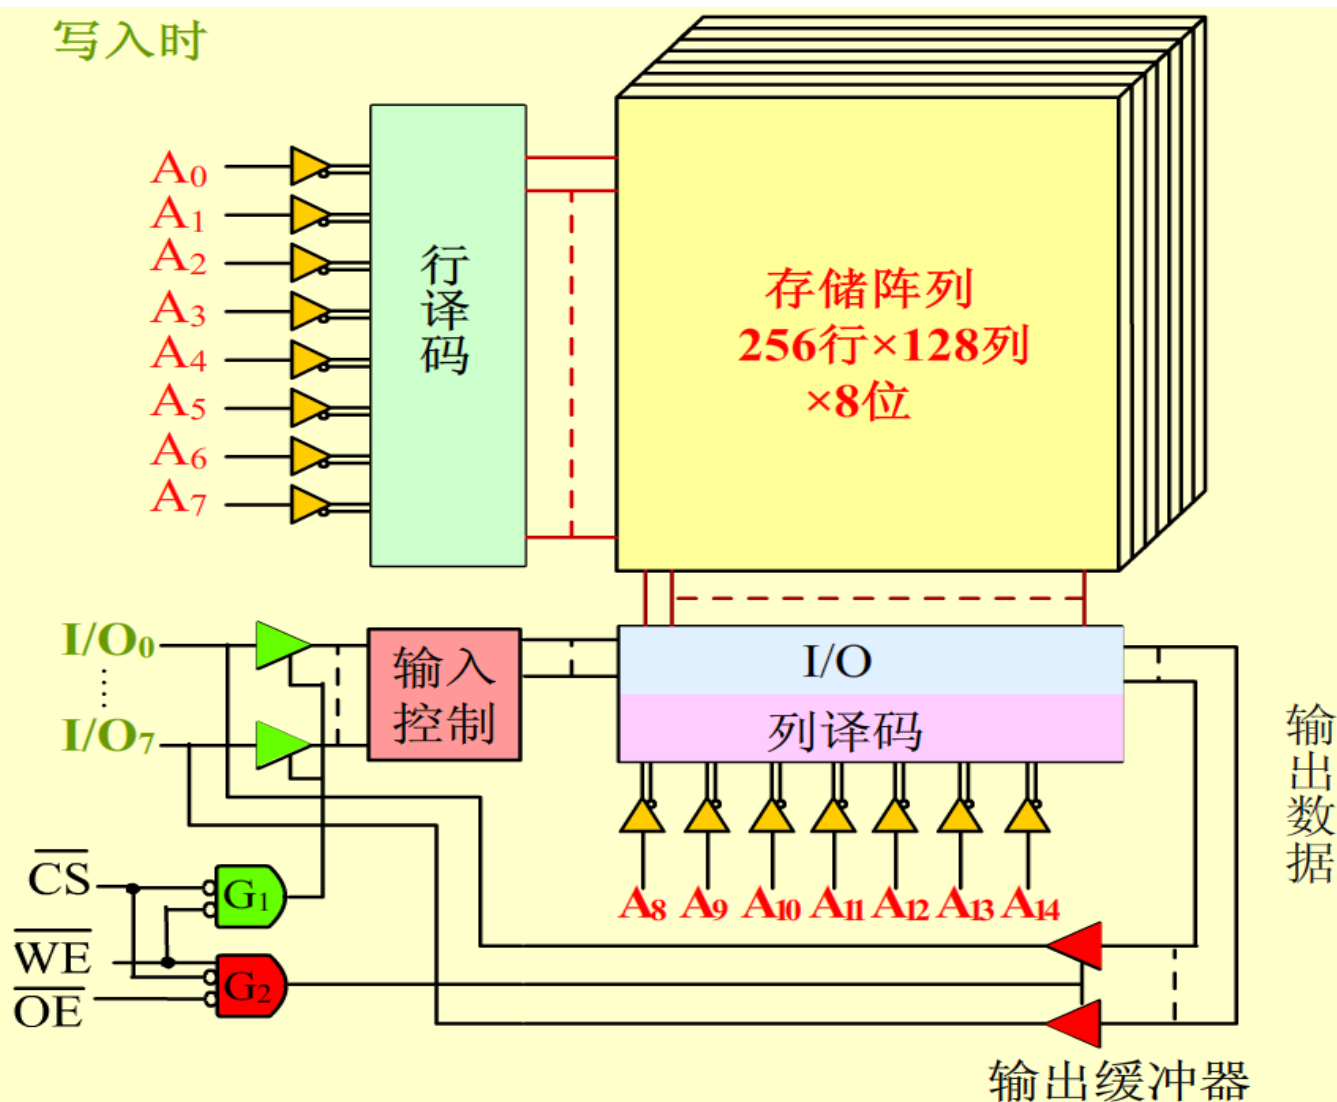 写入时
A0
A1
A2
A3
A4
A5
A6
A7
行译码
存储阵列
256行×128列
×8位
I/O0
I/O7
输入
控制
I/O
列译码
输出数据
CS
G1
WE
G2
OE
A8 A9 A10 A11 A12 A13 A14
输出缓冲器